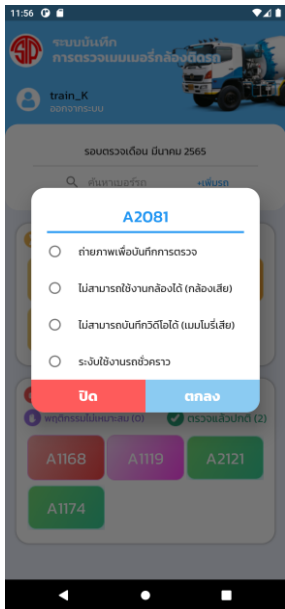 11:56
ระบบบันทึก
การตรวจเมมโมรี่กล้องติดรถ
train_K
ออกจากระบบ
รอบตรวจเดือน มีนาคม 2565
ค้นหาเบอร์รถ +เพิ่มรถ
A2081
ถ่ายภาพเพื่อบันทึกการตรวจ
ไม่สามารถใช้งานกล้องได้ (กล้องเสีย)
ไม่สามารถบันทึกวิดีโอได้ (เมมโมรี่เสีย)
ระงับใช้งานรถชั่วคราว
ปิด ตกลง
พฤติกรรมไม่เหมาะสม (0) ตรวจแล้วปกติ (2)
A1168 A1119 A2121
A1174